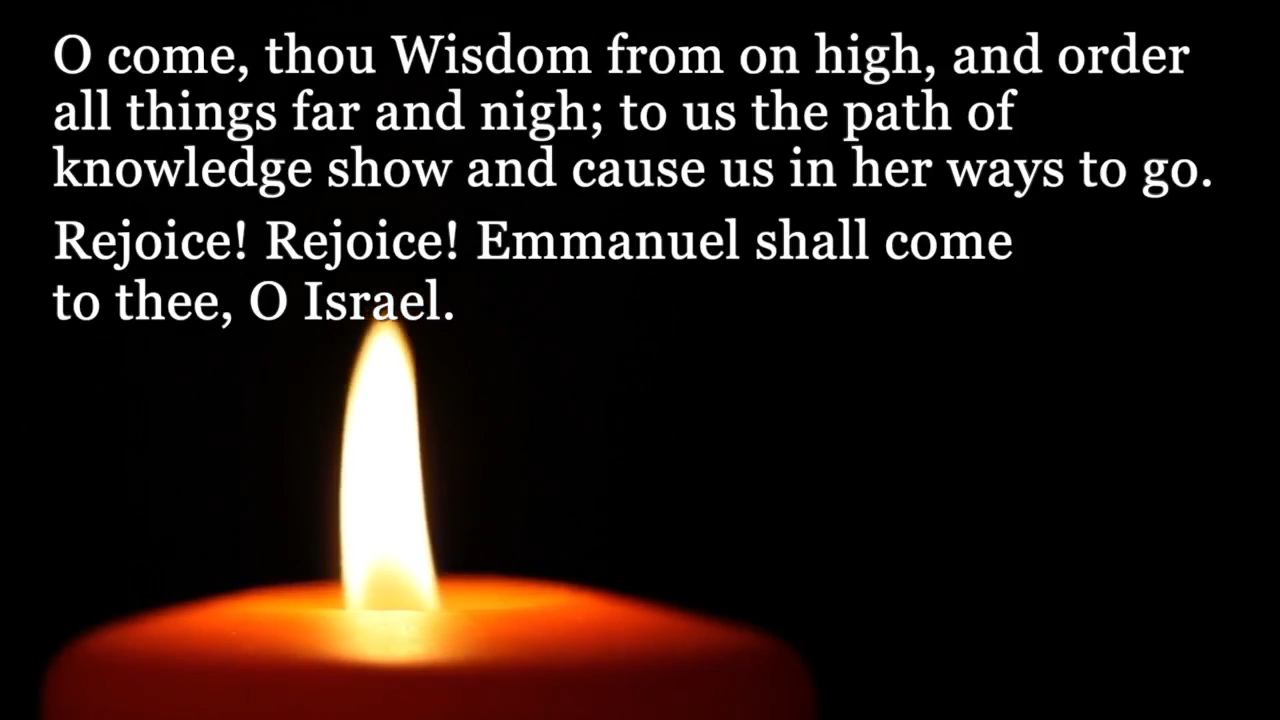 O come, thou Wisdom from on high, and order
all things far and nigh; to us the path of
knowledge show and cause us in her ways to go.
Rejoice! Rejoice! Emmanuel shall come
to thee, O Israel.